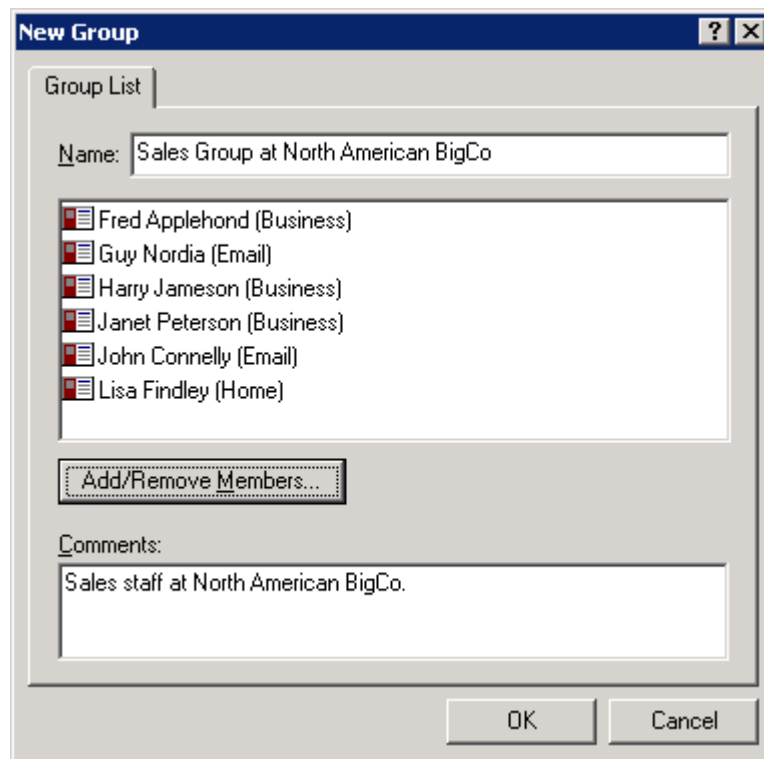 New Group
Group List
Name: Sales Group at North American BigCo
Fred Applehond (Business)
Guy Nordia (Email)
Harry Jameson (Business)
Janet Peterson (Business)
John Connelly (Email)
Lisa Findley (Home)
Add/Remove Members...
Comments:
Sales staff at North American BigCo.
OK Cancel